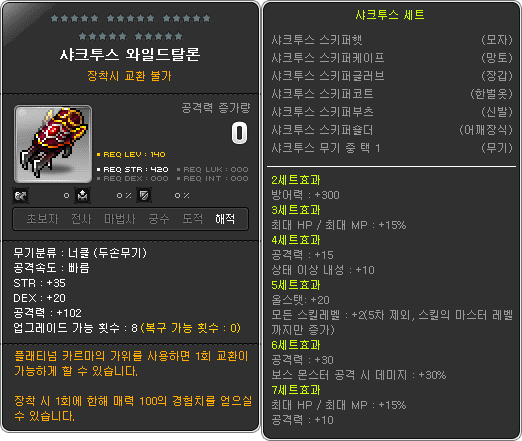 샤크투스 와일드탈론
장착시 교환 불가
공격력 증가량
0
REQ LEV : 140
REQ STR : 420
REQ LUK : 000
REQ DEX : 000
REQ INT : 000
0
0 %
0 %
초보자 전사 마법사 궁수 도적 해적
무기분류 : 너클 (두손무기)
공격속도 : 빠름
STR : +35
DEX : +20
공격력 : +102
업그레이드 가능 횟수 : 8 (복구 가능 횟수 : 0)
플래티넘 카르마의 가위를 사용하면 1회 교환이
가능하게 할 수 있습니다.
장착 시 1회에 한해 매력 100의 경험치를 얻으실
수 있습니다.
샤크투스 세트
샤크투스 스키퍼햇 (모자)
샤크투스 스키퍼케이프 (망토)
샤크투스 스키퍼글러브 (장갑)
샤크투스 스키퍼코트 (한벌옷)
샤크투스 스키퍼부츠 (신발)
샤크투스 스키퍼숄더 (어깨장식)
샤크투스 무기 중 택 1 (무기)
2세트효과
방어력 : +300
3세트효과
최대 HP / 최대 MP : +15%
4세트효과
공격력 : +15
상태 이상 내성 : +10
5세트효과
올스탯: +20
모든 스킬레벨 : +2(5차 제외, 스킬의 마스터 레벨
까지만 증가)
6세트효과
공격력 : +30
보스 몬스터 공격 시 데미지 : +30%
7세트효과
최대 HP / 최대 MP : +15%
공격력 : +10